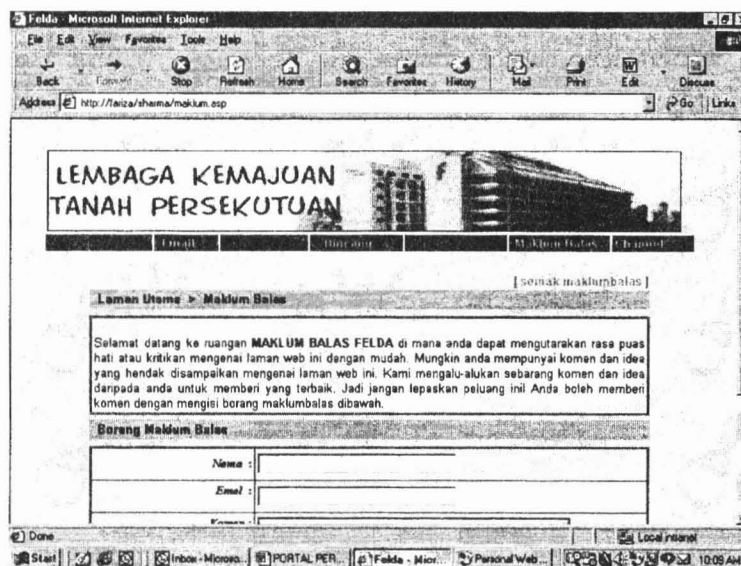 Felda - Microsoft Internet Explorer
File Edit View Favorites Tools Help
Back Forward Stop Refresh Home Search Favorites History Mail Print Edit Discuss
Address http://fariza/sharma/maklum.asp Go Links
LEMBAGA KEMAJUAN
TANAH PERSEKUTUAN
Email Bincang Maklum Balas Channel
[ semak maklumbalas ]
Laman Utama > Maklum Balas
Selamat datang ke ruangan MAKLUM BALAS FELDA di mana anda dapat mengutarakan rasa puas
hati atau kritikan mengenai laman web ini dengan mudah. Mungkin anda mempunyai komen dan idea
yang hendak disampaikan mengenai laman web ini. Kami mengalu-alukan sebarang komen dan idea
daripada anda untuk memberi yang terbaik. Jadi jangan lepaskan peluang ini! Anda boleh memberi
komen dengan mengisi borang maklumbalas dibawah.
Borang Maklum Balas
Nama :
Emel :
Komen :
Done Local intranet
Start Inbox - Microso... PORTAL PER... Felda - Micr... Personal Web... 10:09 AM